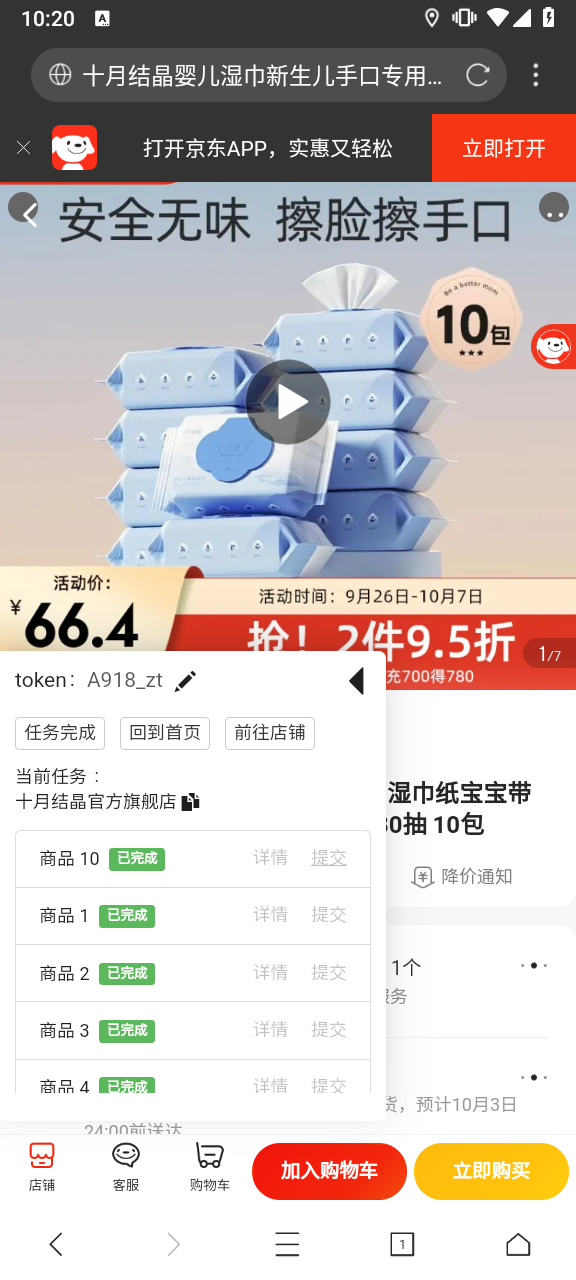 10:20
A
十月结晶婴儿湿巾新生儿手口专用...
打开京东APP，实惠又轻松
立即打开
安全无味 擦脸擦手口
Be a better mom
10包
活动价：
¥66.4
活动时间：9月26日-10月7日
抢！2件9.5折
充700得780
1/7
token： A918_zt
任务完成
回到首页
前往店铺
当前任务：
十月结晶官方旗舰店
湿巾纸宝宝带
80抽 10包
降价通知
商品 10 已完成 详情 提交
商品 1 已完成 详情 提交
商品 2 已完成 详情 提交
商品 3 已完成 详情 提交
商品 4 已完成 详情 提交
1个
服务
货，预计10月3日
24:00前送达
店铺
客服
购物车
加入购物车
立即购买
1